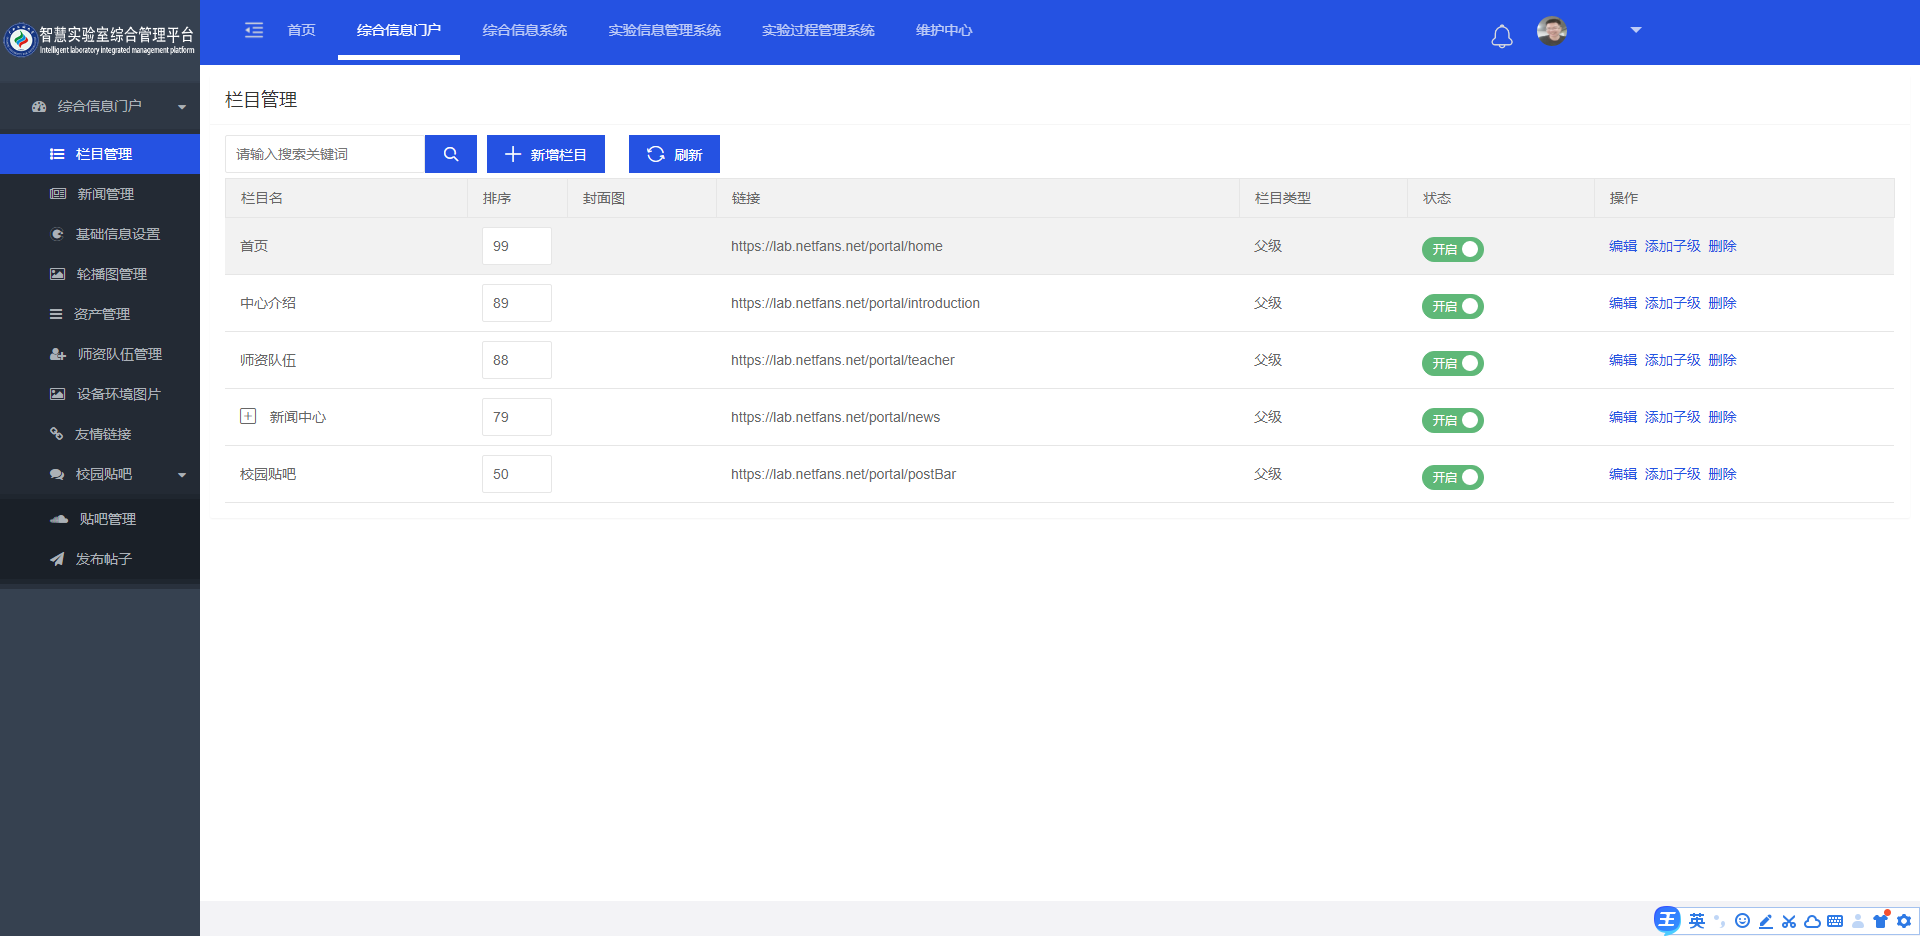 智慧实验室综合管理平台
Intelligent laboratory integrated management platform
首页 综合信息门户 综合信息系统 实验信息管理系统 实验过程管理系统 维护中心
综合信息门户
栏目管理
新闻管理
基础信息设置
轮播图管理
资产管理
师资队伍管理
设备环境图片
友情链接
校园贴吧
贴吧管理
发布帖子
栏目管理
请输入搜索关键词 新增栏目 刷新
栏目名 排序 封面图 链接 栏目类型 状态 操作
首页 99 https://lab.netfans.net/portal/home 父级 开启 编辑 添加子级 删除
中心介绍 89 https://lab.netfans.net/portal/introduction 父级 开启 编辑 添加子级 删除
师资队伍 88 https://lab.netfans.net/portal/teacher 父级 开启 编辑 添加子级 删除
新闻中心 79 https://lab.netfans.net/portal/news 父级 开启 编辑 添加子级 删除
校园贴吧 50 https://lab.netfans.net/portal/postBar 父级 开启 编辑 添加子级 删除
王 英